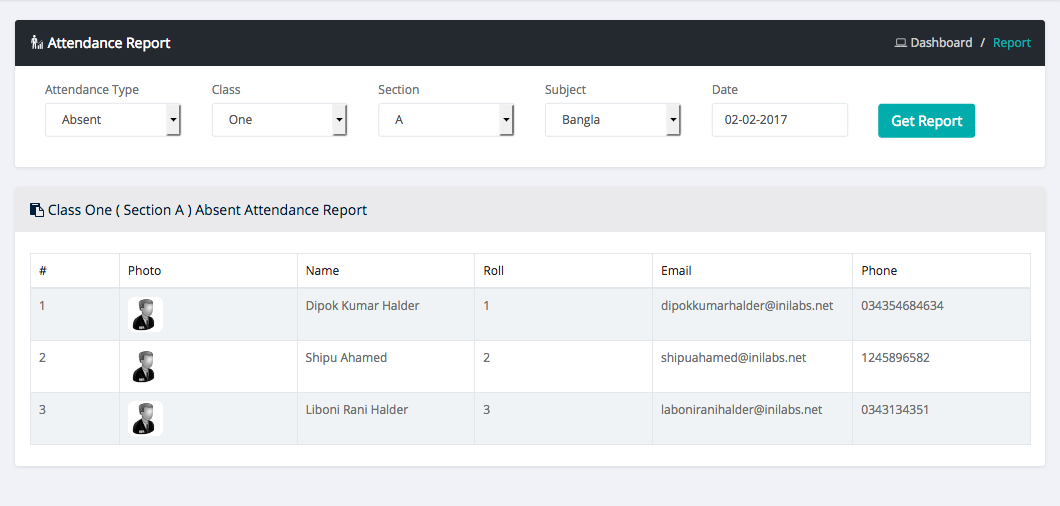 Attendance Report
Dashboard / Report
Attendance Type Class Section Subject Date
Absent One A Bangla 02-02-2017 Get Report
Class One ( Section A ) Absent Attendance Report
# Photo Name Roll Email Phone
1 Dipok Kumar Halder 1 dipokkumarhalder@inilabs.net 034354684634
2 Shipu Ahamed 2 shipuahamed@inilabs.net 1245896582
3 Liboni Rani Halder 3 laboniranihalder@inilabs.net 0343134351